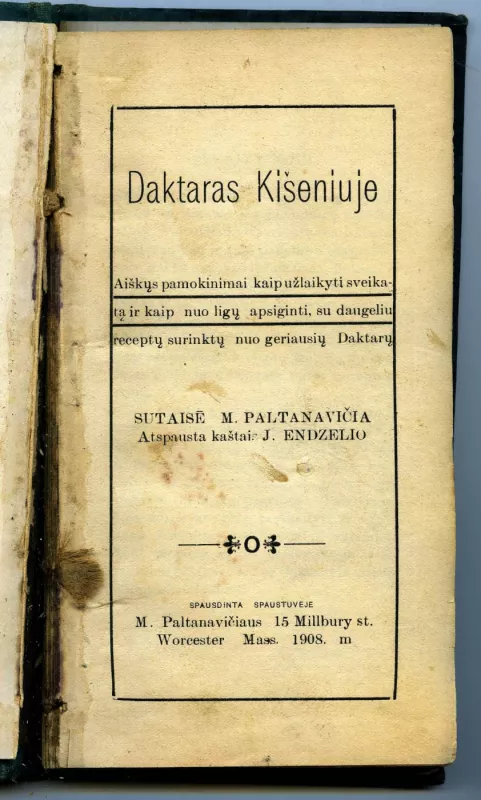 Daktaras Kišeniuje
Aiškųs pamokinimai kaip užlaikyti sveika-
tą ir kaip nuo ligų apsiginti, su daugeliu
receptų surinktų nuo geriausių Daktarų
SUTAISĒ M. PALTANAVIČIA
Atspausta kaštais J. ENDZELIO
O
SPAUSDINTA SPAUSTUVĖJE
M. Paltanavičiaus 15 Millbury st.
Worcester Mass. 1908. m